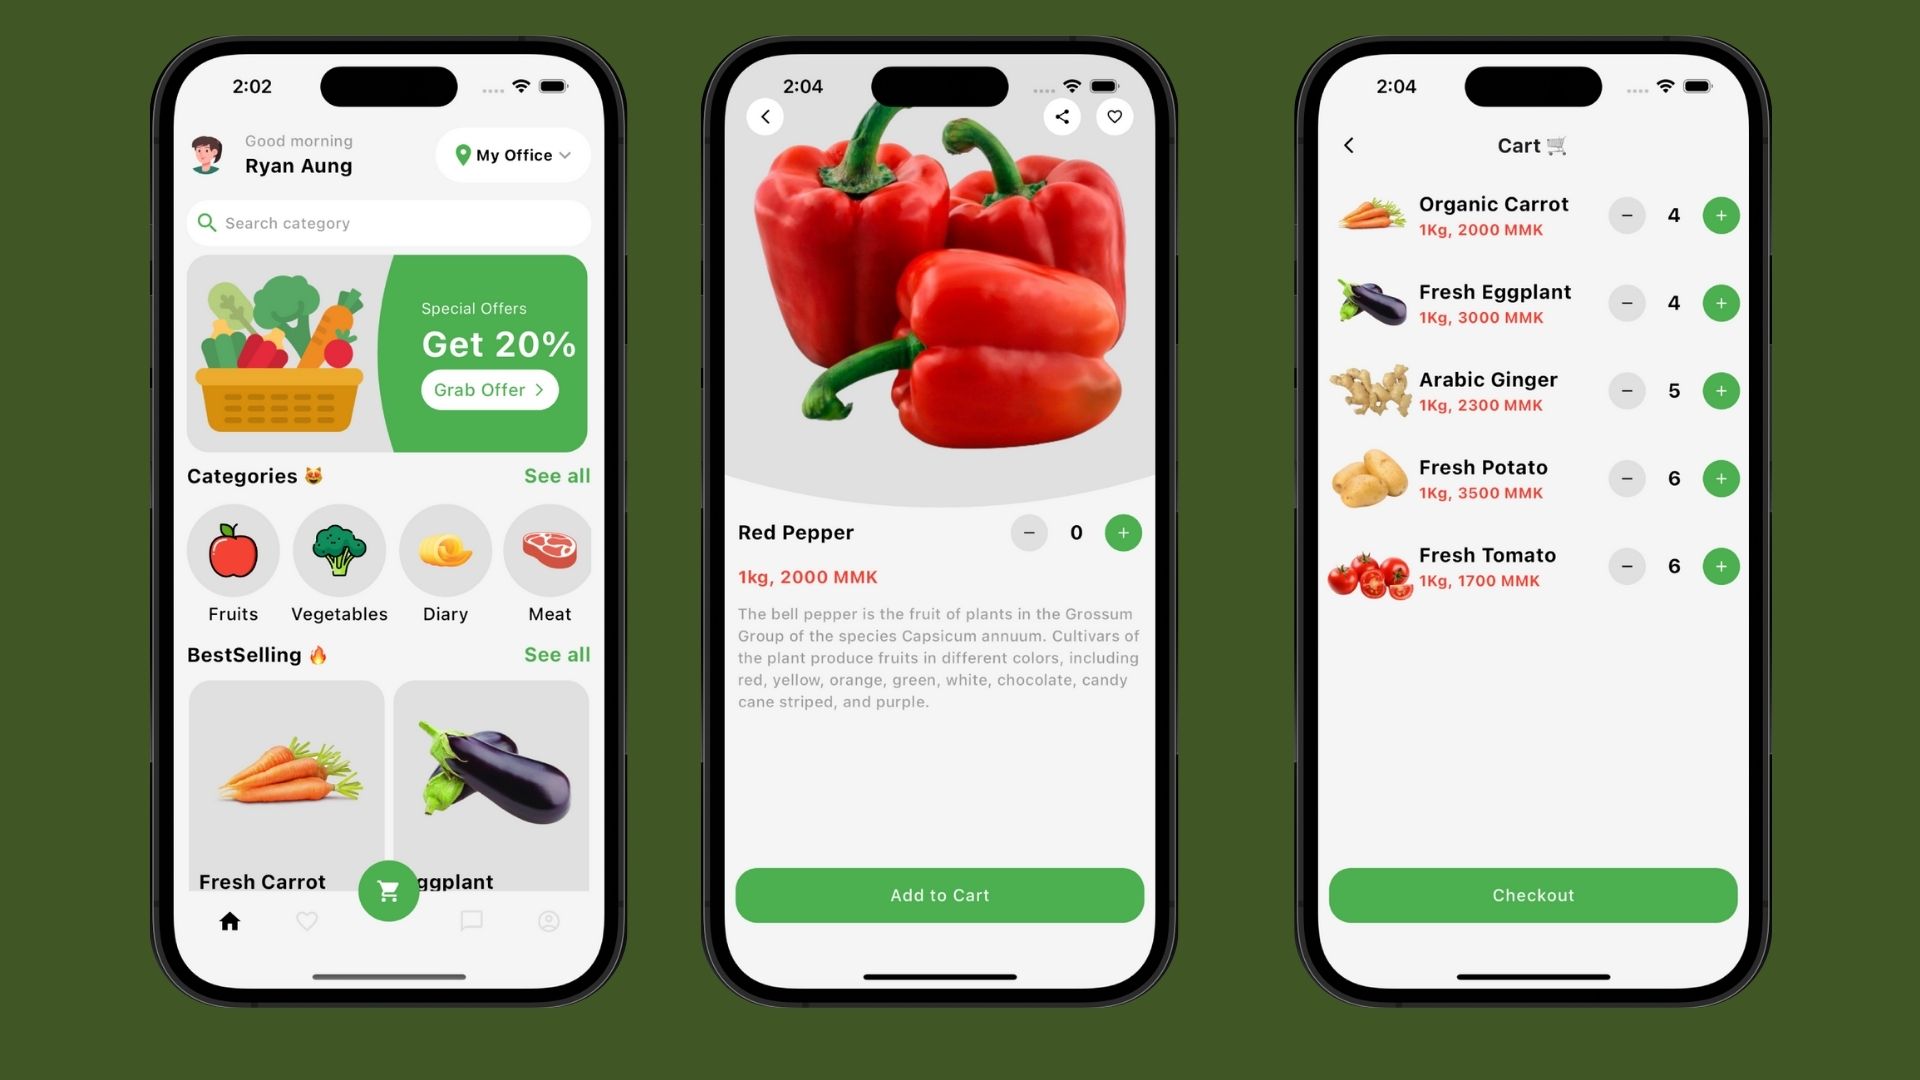 2:02
Good morning
Ryan Aung
My Office
Search category
Special Offers
Get 20%
Grab Offer
Categories 😻
See all
Fruits
Vegetables
Diary
Meat
BestSelling 🔥
See all
Fresh Carrot
ggplant
2:04
Red Pepper
0
1kg, 2000 MMK
The bell pepper is the fruit of plants in the Grossum
Group of the species Capsicum annuum. Cultivars of
the plant produce fruits in different colors, including
red, yellow, orange, green, white, chocolate, candy
cane striped, and purple.
Add to Cart
2:04
Cart 🛒
Organic Carrot
1Kg, 2000 MMK
4
Fresh Eggplant
1Kg, 3000 MMK
4
Arabic Ginger
1Kg, 2300 MMK
5
Fresh Potato
1Kg, 3500 MMK
6
Fresh Tomato
1Kg, 1700 MMK
6
Checkout